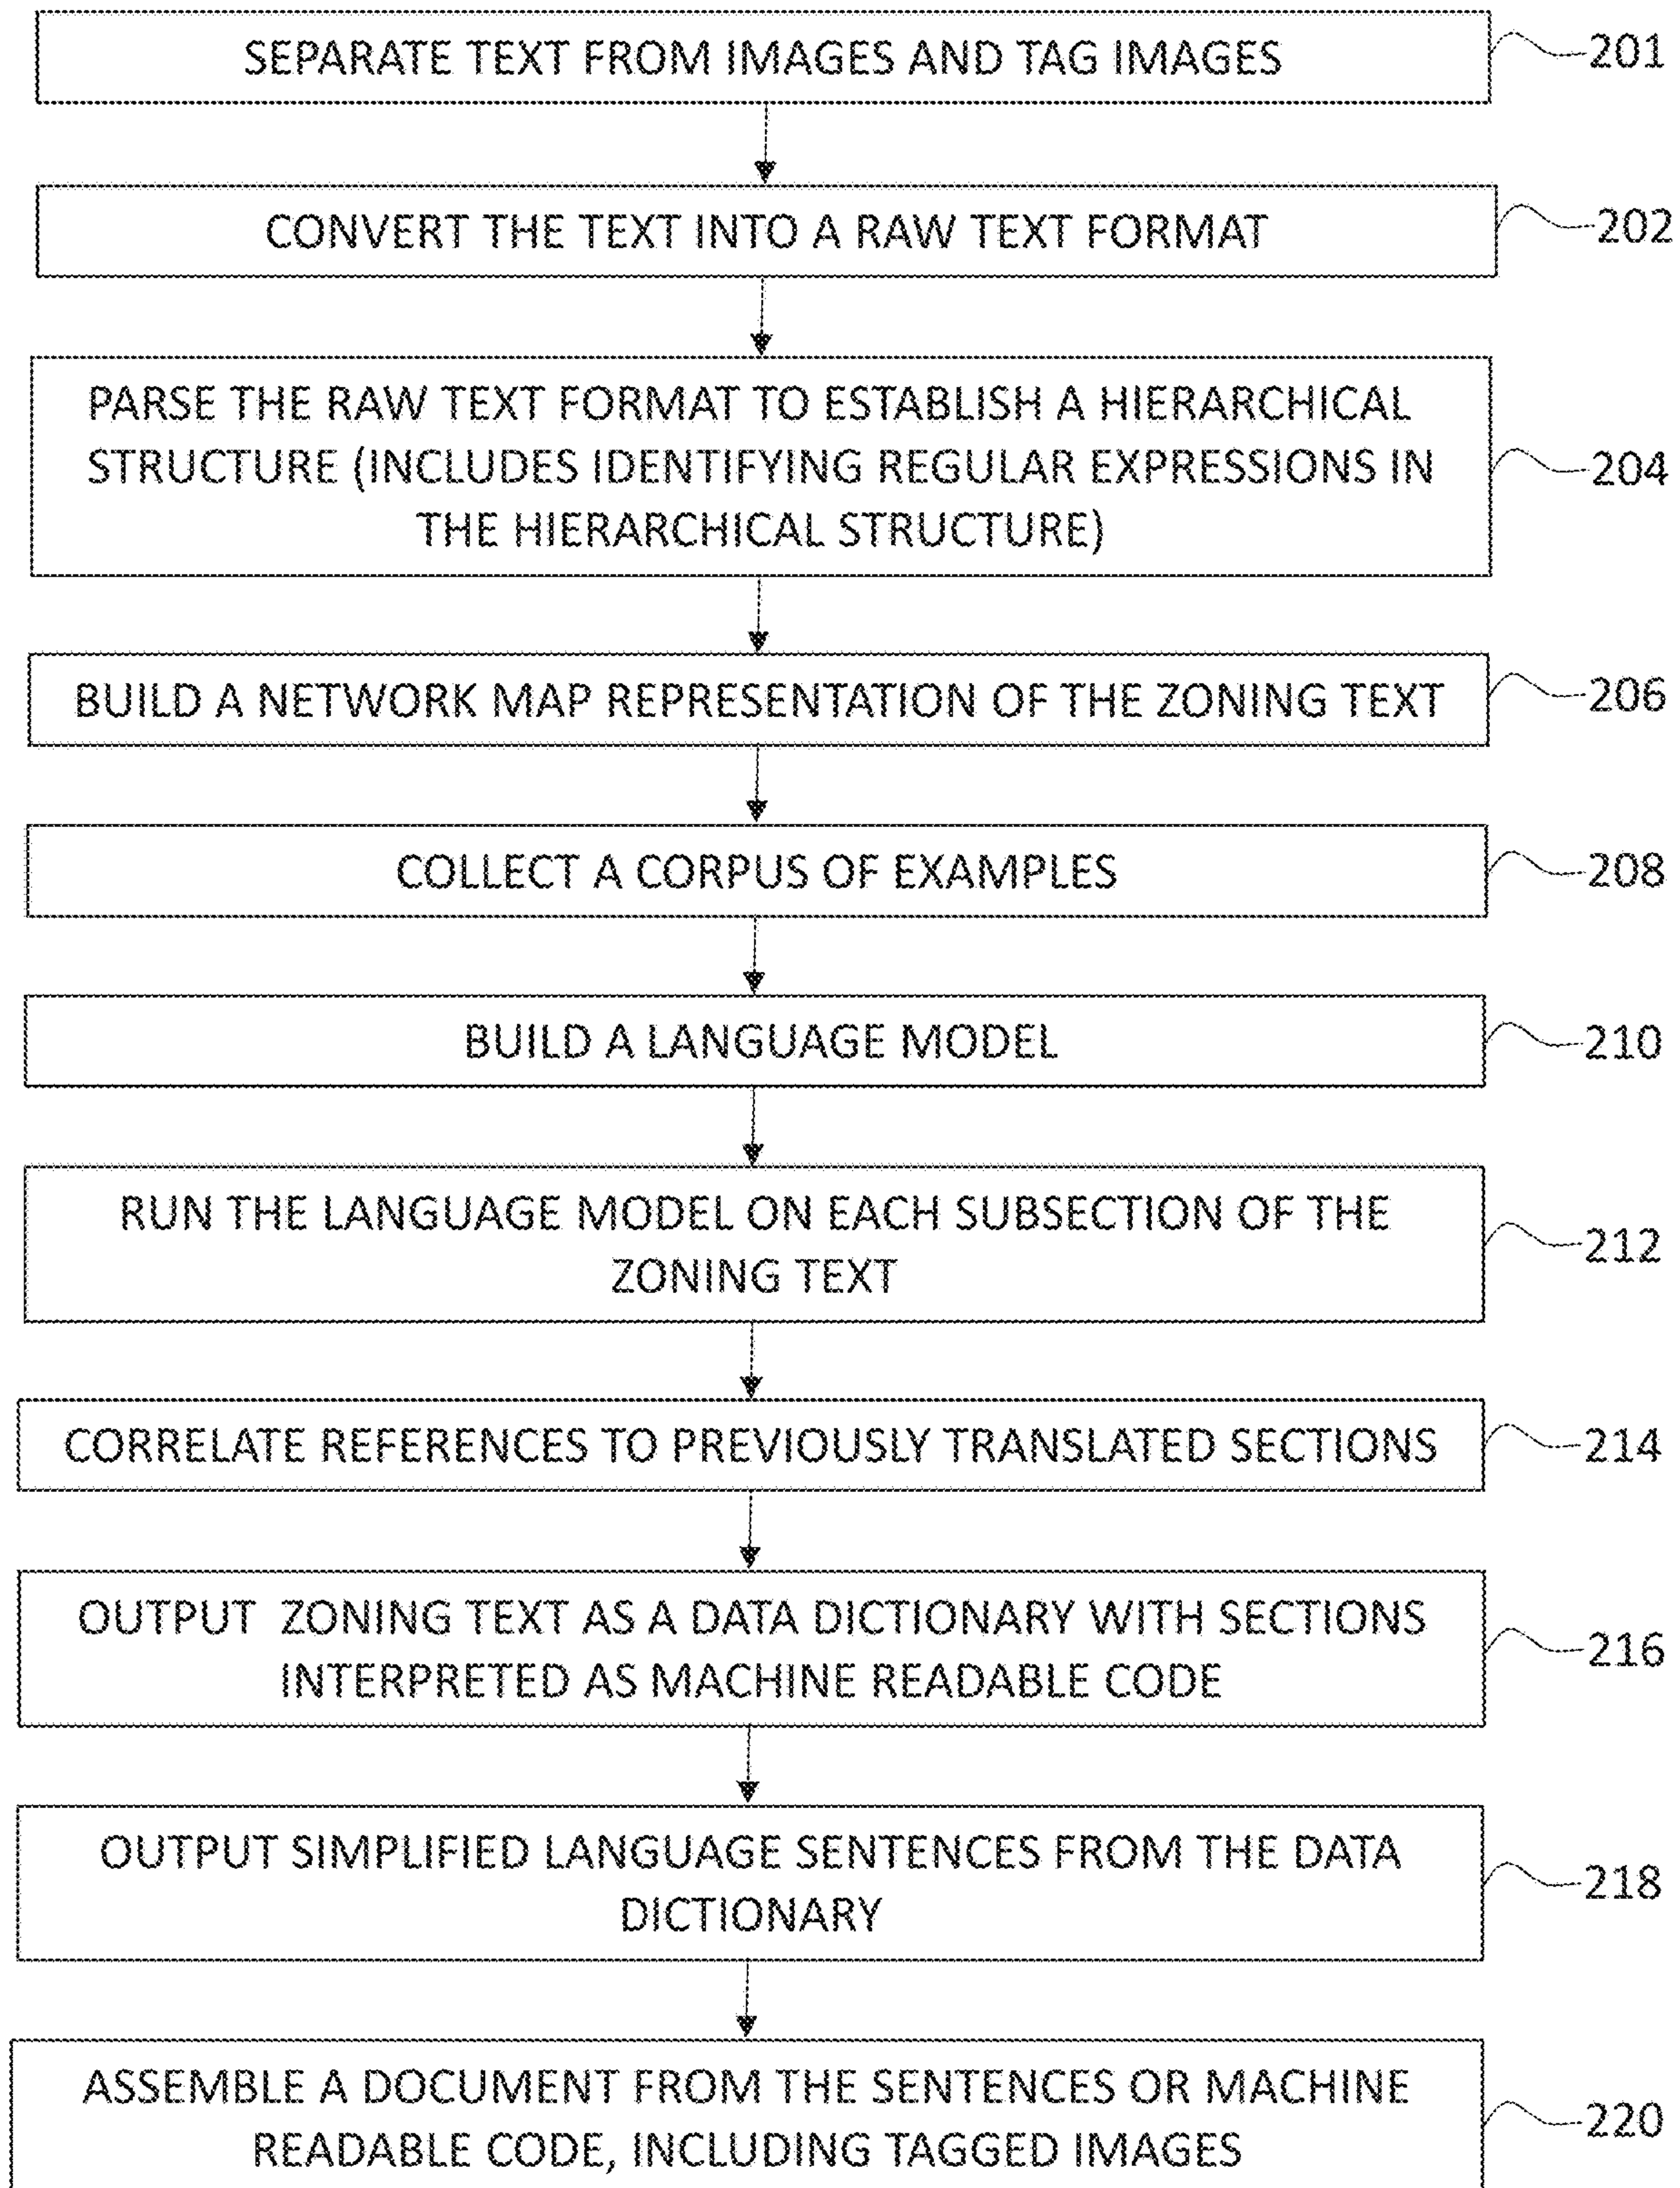 SEPARATE TEXT FROM IMAGES AND TAG IMAGES
201
CONVERT THE TEXT INTO A RAW TEXT FORMAT
202
PARSE THE RAW TEXT FORMAT TO ESTABLISH A HIERARCHICAL
STRUCTURE (INCLUDES IDENTIFYING REGULAR EXPRESSIONS IN
THE HIERARCHICAL STRUCTURE)
204
BUILD A NETWORK MAP REPRESENTATION OF THE ZONING TEXT
206
COLLECT A CORPUS OF EXAMPLES
208
BUILD A LANGUAGE MODEL
210
RUN THE LANGUAGE MODEL ON EACH SUBSECTION OF THE
ZONING TEXT
212
CORRELATE REFERENCES TO PREVIOUSLY TRANSLATED SECTIONS
214
OUTPUT ZONING TEXT AS A DATA DICTIONARY WITH SECTIONS
INTERPRETED AS MACHINE READABLE CODE
216
OUTPUT SIMPLIFIED LANGUAGE SENTENCES FROM THE DATA
DICTIONARY
218
ASSEMBLE A DOCUMENT FROM THE SENTENCES OR MACHINE
READABLE CODE, INCLUDING TAGGED IMAGES
220